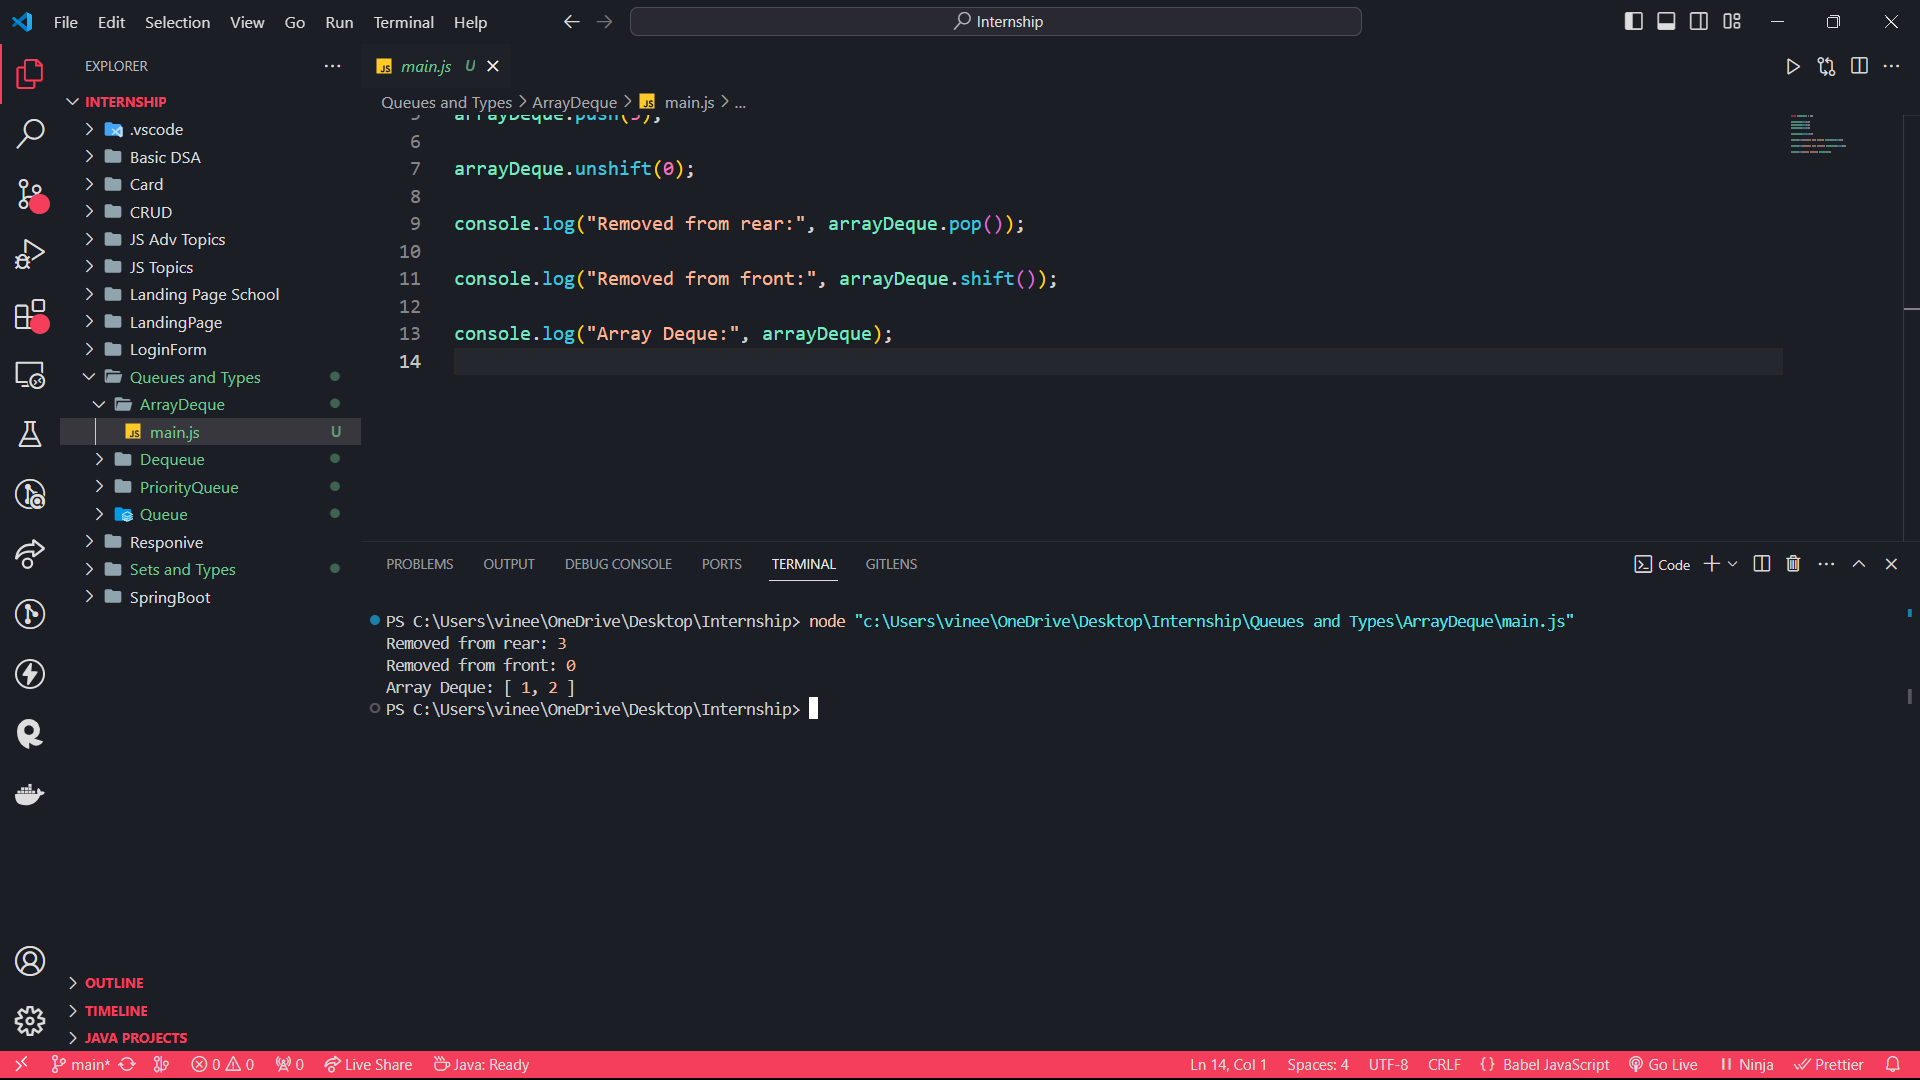 File Edit Selection View Go Run Terminal Help
Internship
EXPLORER
INTERNSHIP
.vscode
Basic DSA
Card
CRUD
JS Adv Topics
JS Topics
Landing Page School
LandingPage
LoginForm
Queues and Types
ArrayDeque
JS main.js U
Dequeue
PriorityQueue
Queue
Responive
Sets and Types
SpringBoot
OUTLINE
TIMELINE
JAVA PROJECTS
JS main.js U
Queues and Types > ArrayDeque > JS main.js > ...
5 arrayDeque.push(3);
6
7 arrayDeque.unshift(0);
8
9 console.log("Removed from rear:", arrayDeque.pop());
10
11 console.log("Removed from front:", arrayDeque.shift());
12
13 console.log("Array Deque:", arrayDeque);
14
PROBLEMS OUTPUT DEBUG CONSOLE PORTS TERMINAL GITLENS
Code
PS C:\Users\vinee\OneDrive\Desktop\Internship> node "c:\Users\vinee\OneDrive\Desktop\Internship\Queues and Types\ArrayDeque\main.js"
Removed from rear: 3
Removed from front: 0
Array Deque: [ 1, 2 ]
PS C:\Users\vinee\OneDrive\Desktop\Internship>
main* 0 0 0 Live Share Java: Ready Ln 14, Col 1 Spaces: 4 UTF-8 CRLF {} Babel JavaScript Go Live Ninja Prettier